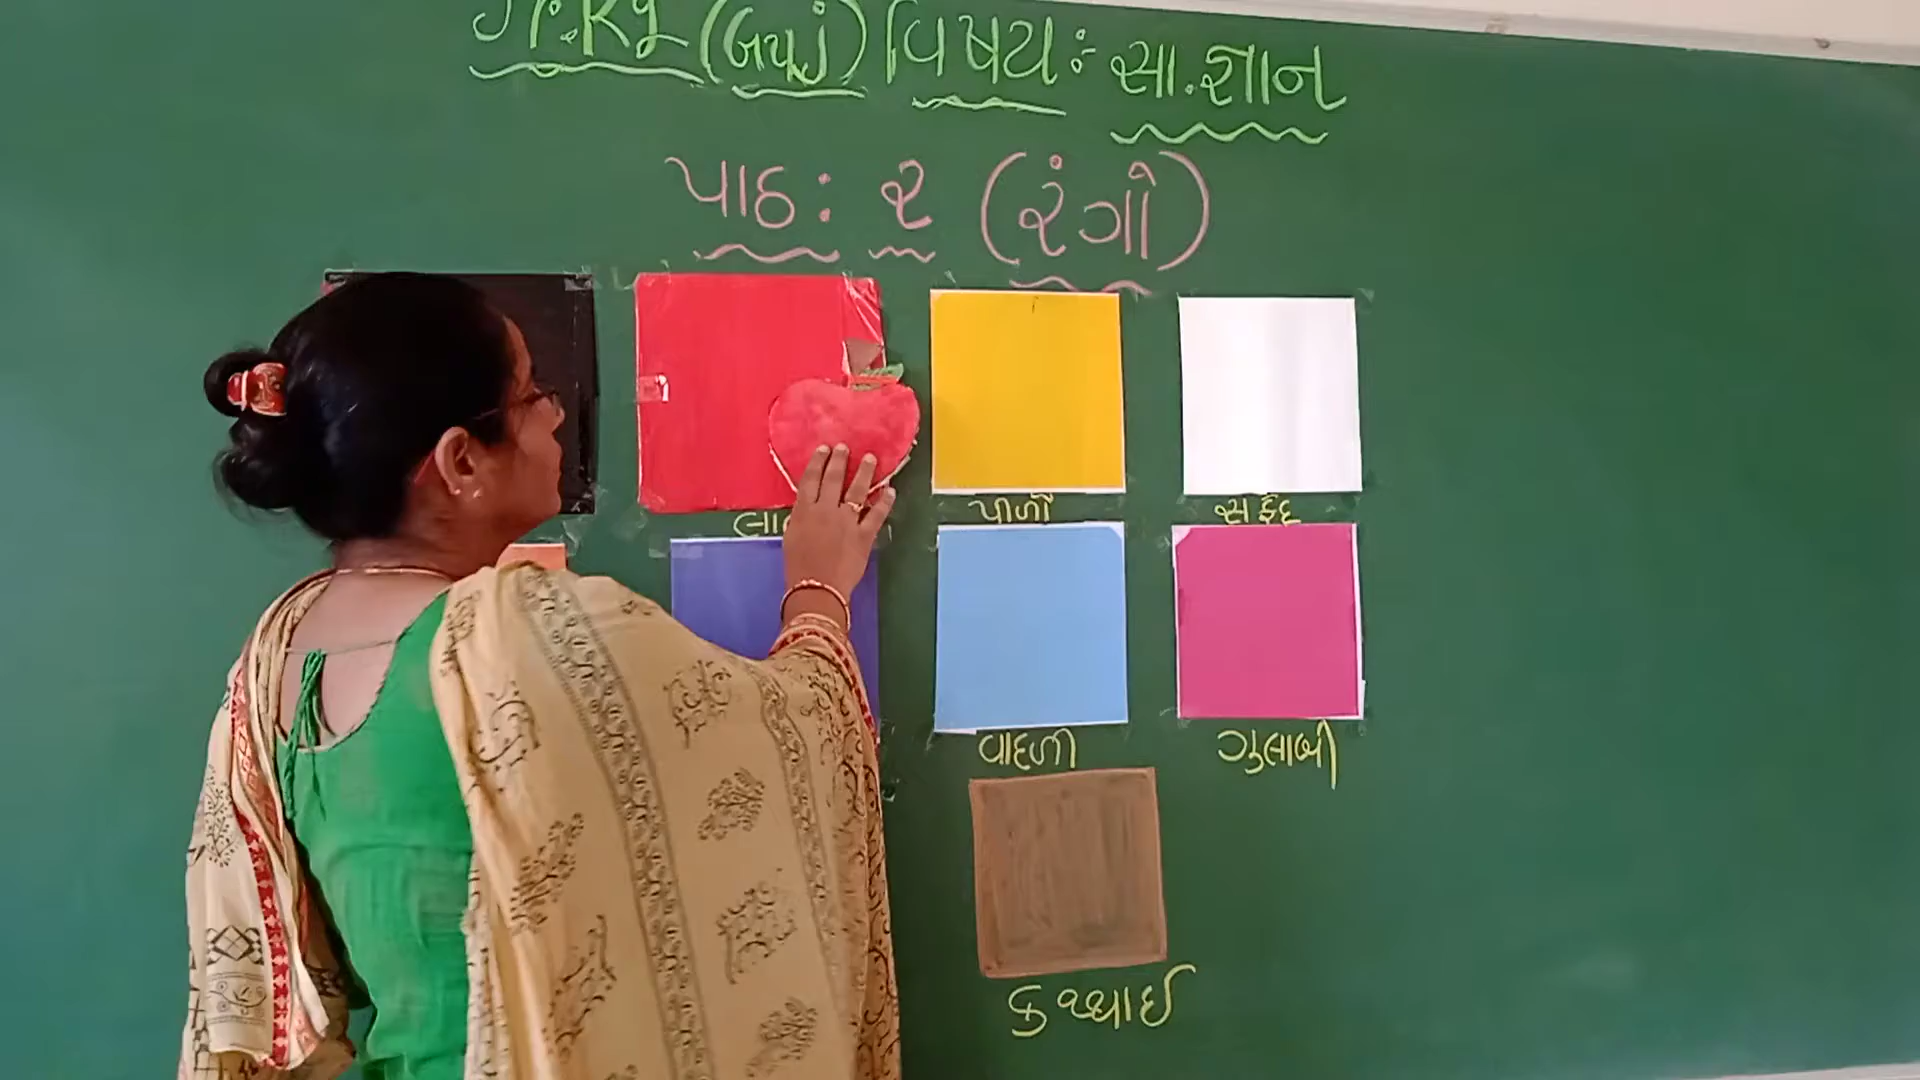 વિષય: સા.જ્ઞાન
પાઠ: ૨ (રંગો)
પીળો સફેદ
વાદળી ગુલાબી
કથ્થાઈ